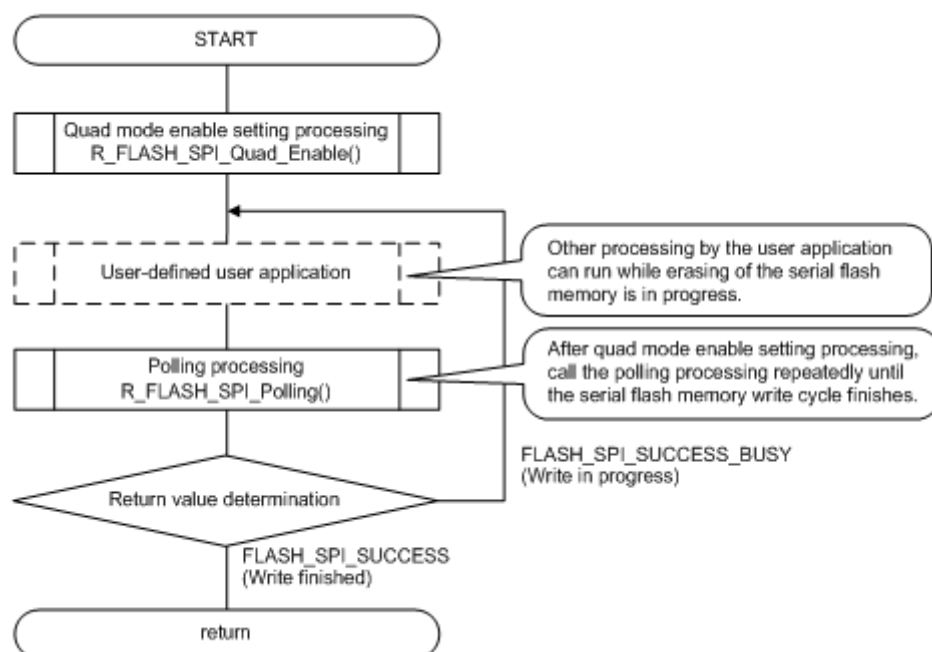 START
Quad mode enable setting processing
R_FLASH_SPI_Quad_Enable()
User-defined user application
Other processing by the user application
can run while erasing of the serial flash
memory is in progress.
Polling processing
R_FLASH_SPI_Polling()
After quad mode enable setting processing,
call the polling processing repeatedly until
the serial flash memory write cycle finishes.
FLASH_SPI_SUCCESS_BUSY
(Write in progress)
Return value determination
FLASH_SPI_SUCCESS
(Write finished)
return